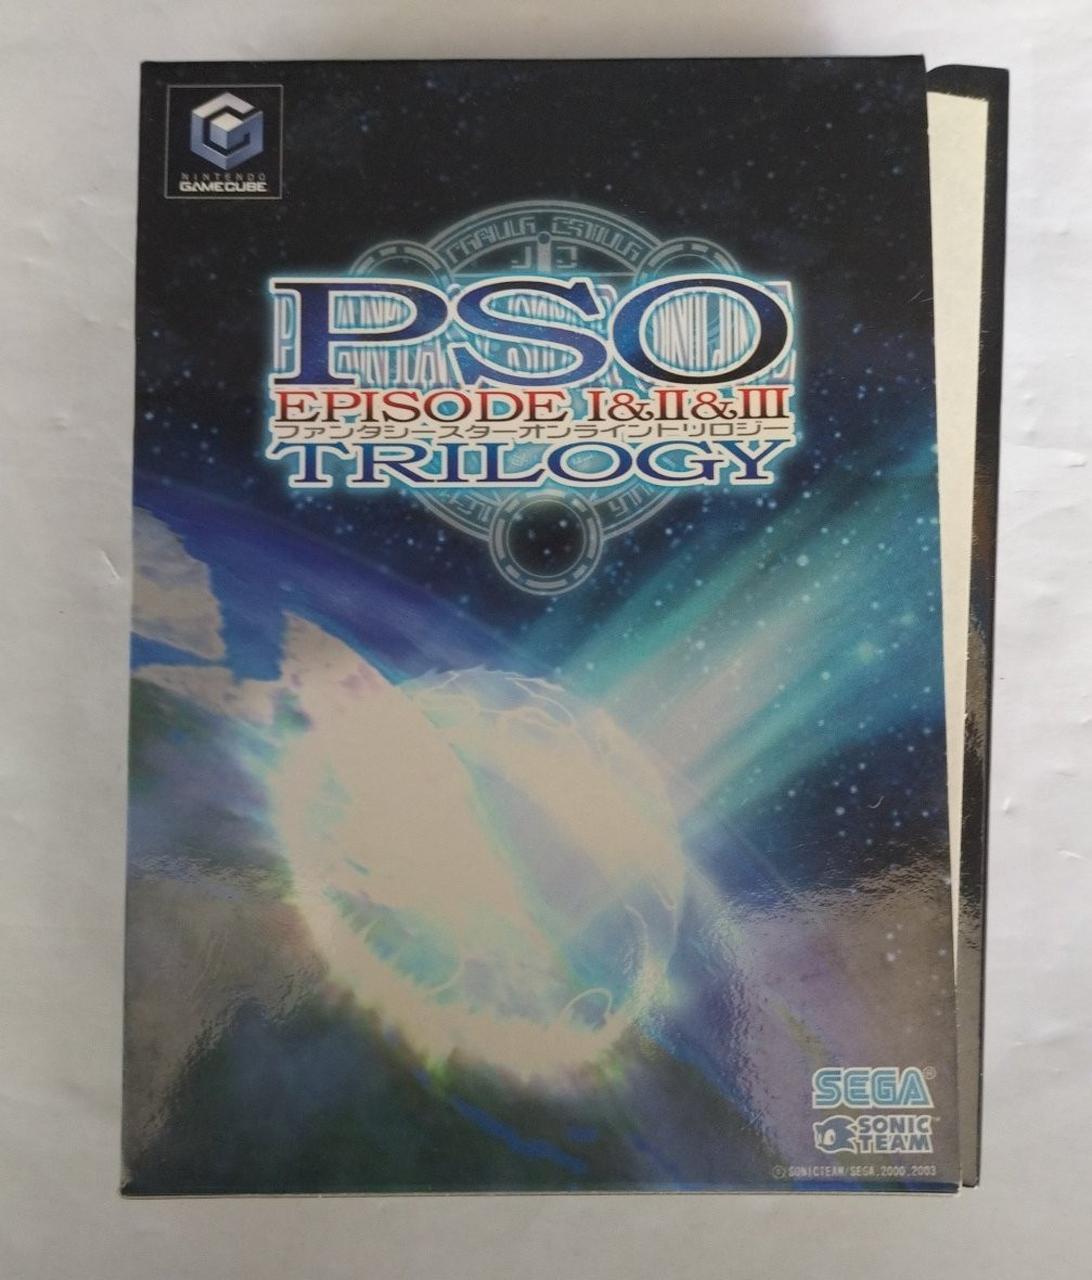 NINTENDO
GAMECUBE
PSO
EPISODE I&II&III
ファンタシースターオンライントリロジー
TRILOGY
SEGA®
SONIC
TEAM™
© SONICTEAM/SEGA,2000,2003